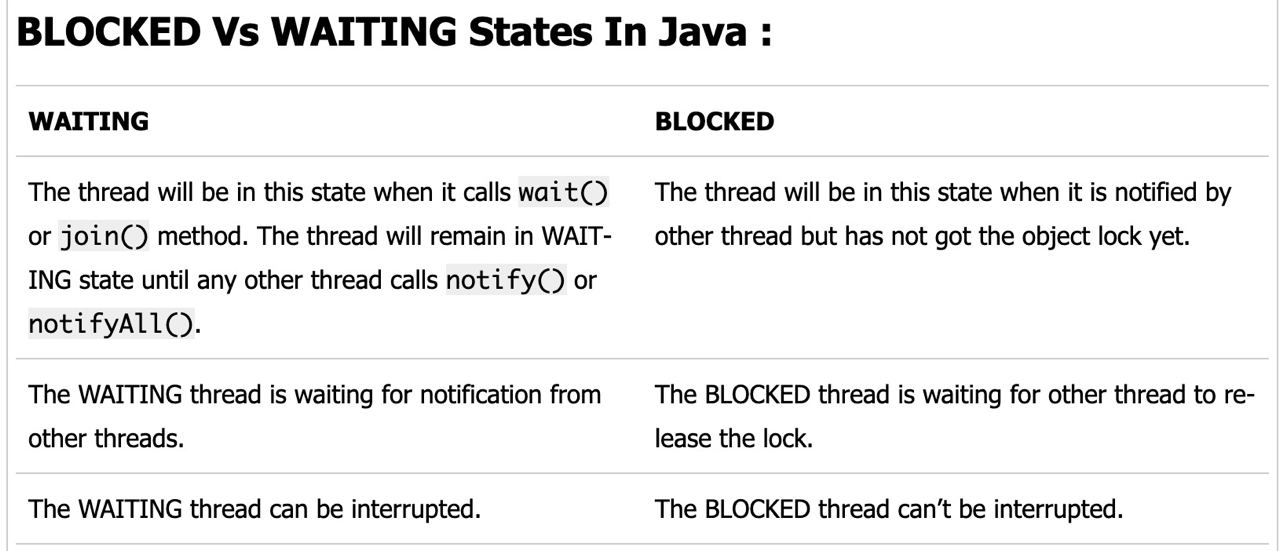 BLOCKED Vs WAITING States In Java :
WAITING
BLOCKED
The thread will be in this state when it calls wait()
or join() method. The thread will remain in WAIT-
ING state until any other thread calls notify() or
notifyAll().
The thread will be in this state when it is notified by
other thread but has not got the object lock yet.
The WAITING thread is waiting for notification from
other threads.
The BLOCKED thread is waiting for other thread to re-
lease the lock.
The WAITING thread can be interrupted.
The BLOCKED thread can’t be interrupted.